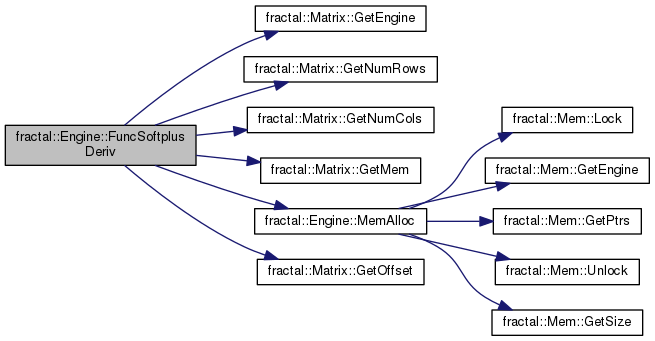 fractal::Engine::FuncSoftplus
Deriv
fractal::Matrix::GetEngine
fractal::Matrix::GetNumRows
fractal::Matrix::GetNumCols
fractal::Matrix::GetMem
fractal::Engine::MemAlloc
fractal::Matrix::GetOffset
fractal::Mem::Lock
fractal::Mem::GetEngine
fractal::Mem::GetPtrs
fractal::Mem::Unlock
fractal::Mem::GetSize